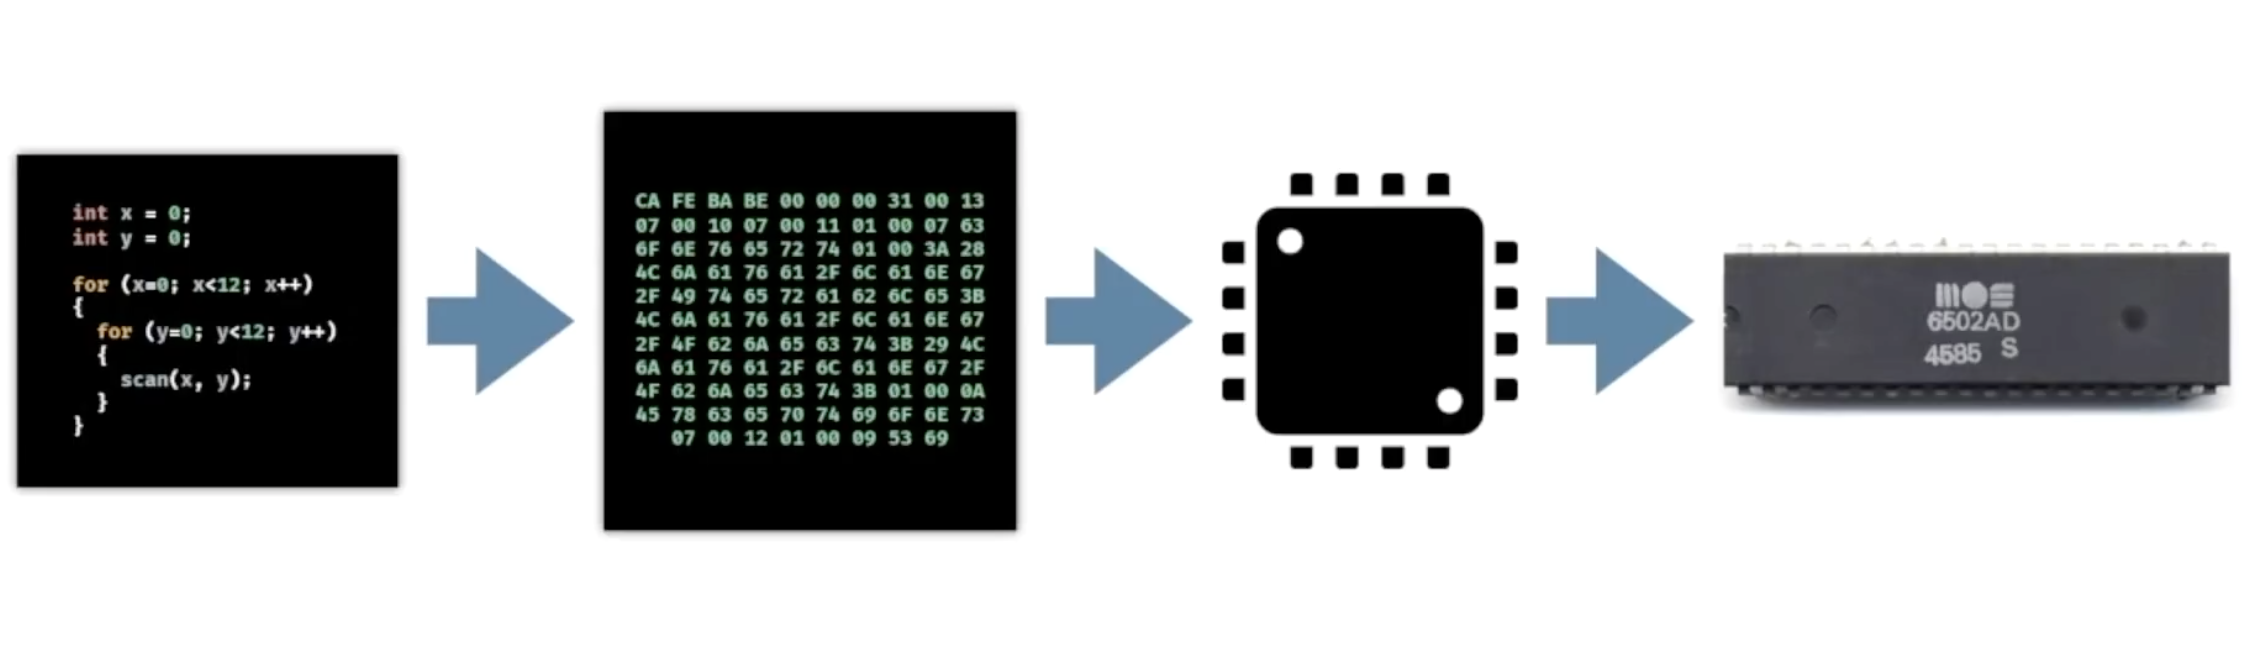 int x = 0;
int y = 0;
for (x=0; x<12; x++)
{
for (y=0; y<12; y++)
{
scan(x, y);
}
}
CA FE BA BE 00 00 00 31 00 13
07 00 10 07 00 11 01 00 07 63
6F 6E 76 65 72 74 01 00 3A 28
4C 6A 61 76 61 2F 6C 61 6E 67
2F 49 74 65 72 61 62 6C 65 3B
4C 6A 61 76 61 2F 6C 61 6E 67
2F 4F 62 6A 65 63 74 3B 29 4C
6A 61 76 61 2F 6C 61 6E 67 2F
4F 62 6A 65 63 74 3B 01 00 0A
45 78 63 65 70 74 69 6F 6E 73
07 00 12 01 00 09 53 69
mos
6502AD
4585 S